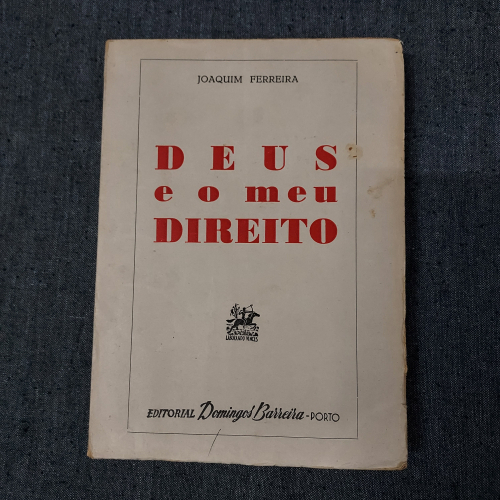 JOAQUIM FERREIRA
DEUS
e o meu
DIREITO
EDITORIAL Domingos Barreira - PORTO